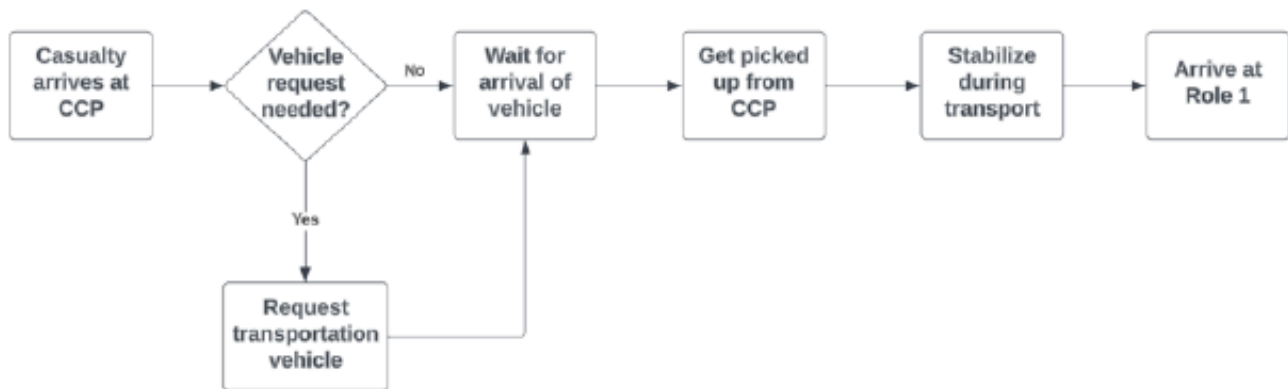 Casualty
arrives at
CCP
Vehicle
request
needed?
No
Wait for
arrival of
vehicle
Get picked
up from
CCP
Stabilize
during
transport
Arrive at
Role 1
Yes
Request
transportation
vehicle